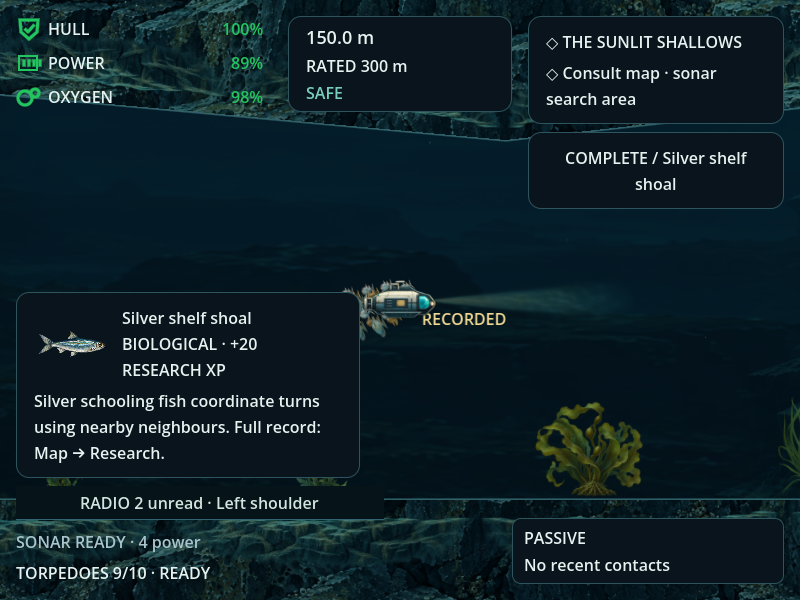 HULL 100%
POWER 89%
OXYGEN 98%
150.0 m
RATED 300 m
SAFE
◇ THE SUNLIT SHALLOWS
◇ Consult map · sonar
search area
COMPLETE / Silver shelf
shoal
RECORDED
Silver shelf shoal
BIOLOGICAL · +20
RESEARCH XP
Silver schooling fish coordinate turns
using nearby neighbours. Full record:
Map → Research.
RADIO 2 unread · Left shoulder
SONAR READY · 4 power
TORPEDOES 9/10 · READY
PASSIVE
No recent contacts